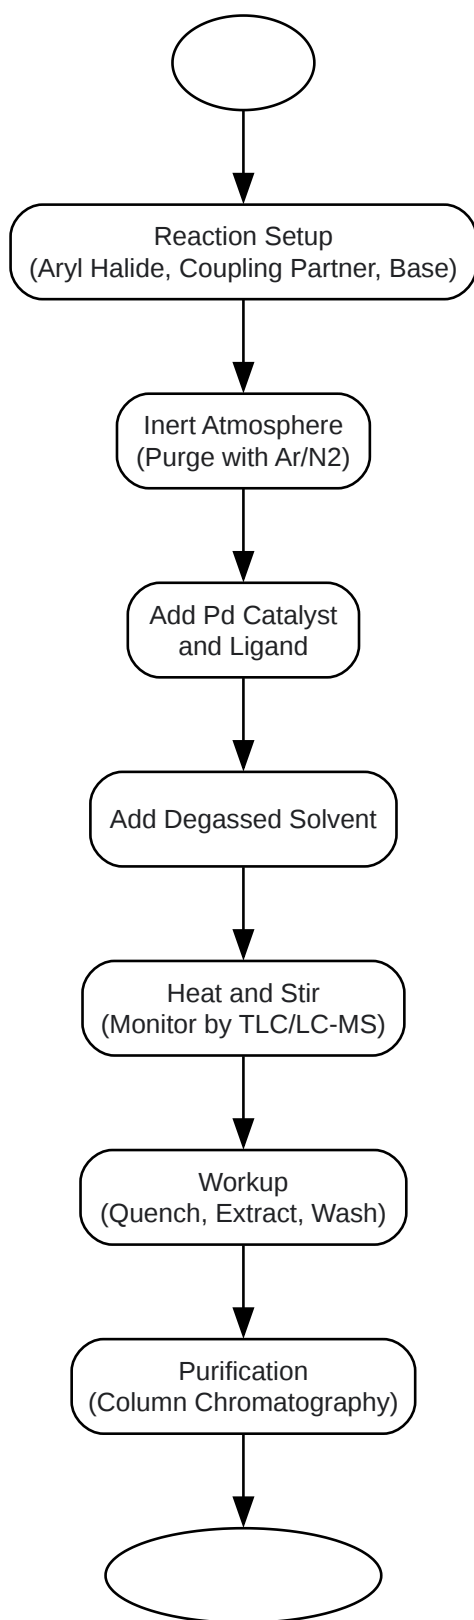 Reaction Setup
(Aryl Halide, Coupling Partner, Base)
Inert Atmosphere
(Purge with Ar/N2)
Add Pd Catalyst
and Ligand
Add Degassed Solvent
Heat and Stir
(Monitor by TLC/LC-MS)
Workup
(Quench, Extract, Wash)
Purification
(Column Chromatography)